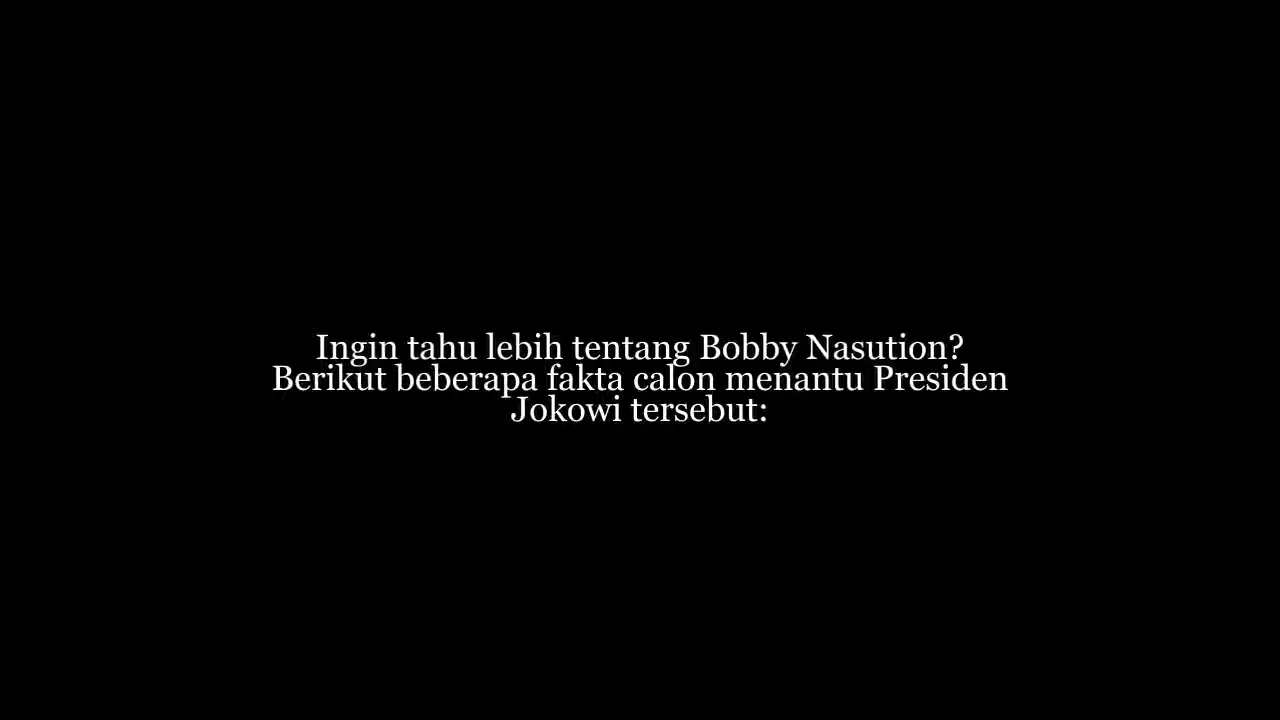 Ingin tahu lebih tentang Bobby Nasution?
Berikut beberapa fakta calon menantu Presiden
Jokowi tersebut: